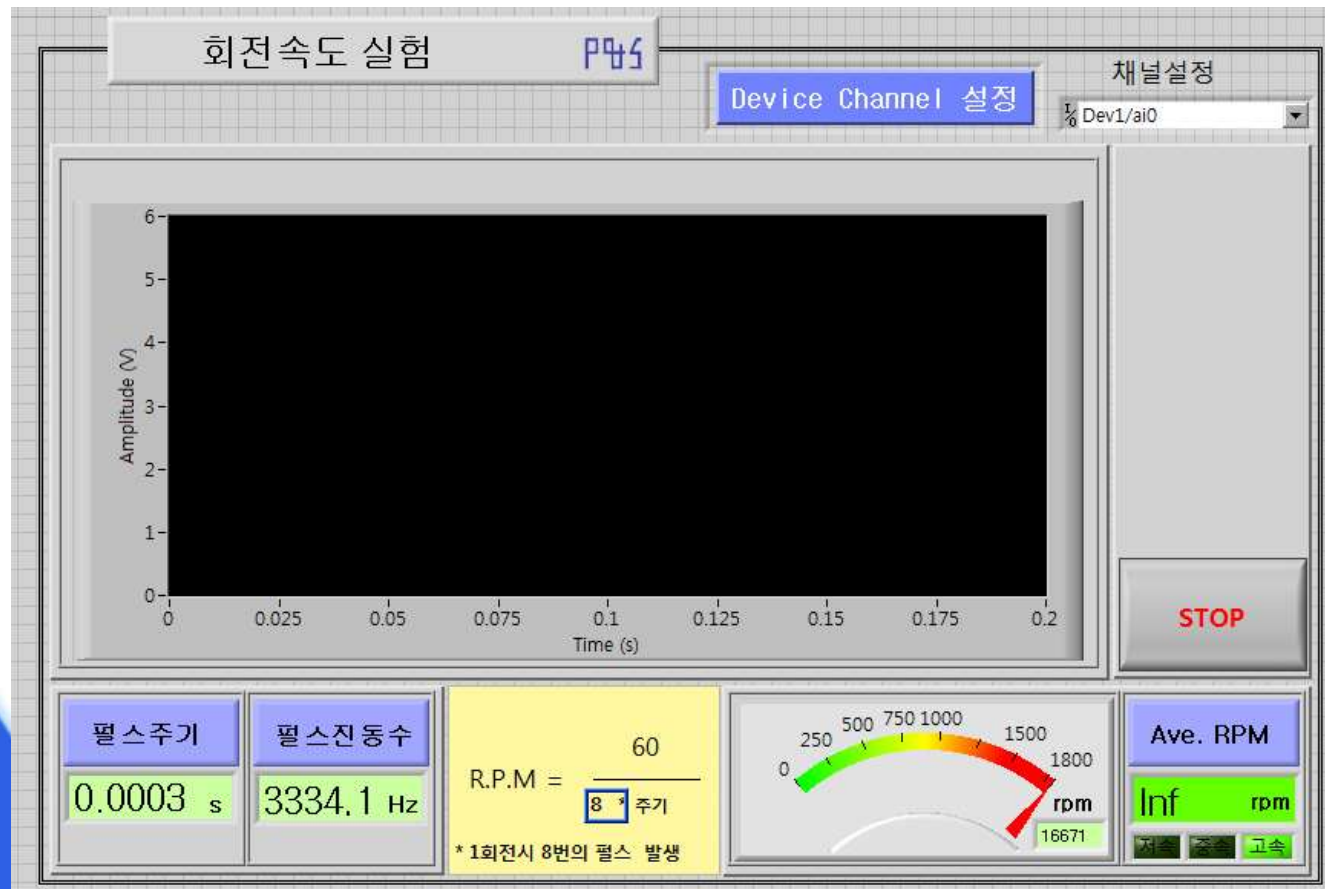 회전속도 실험
Device Channel 설정
채널설정
Dev1/ai0
6
5
4
3
2
1
0
Amplitude (V)
0 0.025 0.05 0.075 0.1 0.125 0.15 0.175 0.2
Time (s)
STOP
펄스주기
0.0003 s
펄스진동수
3334.1 Hz
R.P.M = 60
8 * 주기
* 1회전시 8번의 펄스 발생
0 250 500 750 1000 1500 1800
rpm
16671
Ave. RPM
Inf rpm
저속 중속 고속